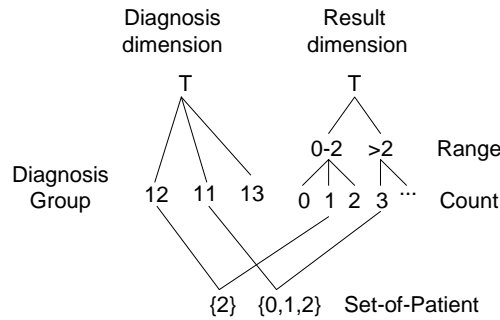 Diagnosis dimension
Result dimension
T
T
0-2 >2 Range
Diagnosis Group
12 11 13 0 1 2 3 ... Count
{2} {0,1,2} Set-of-Patient